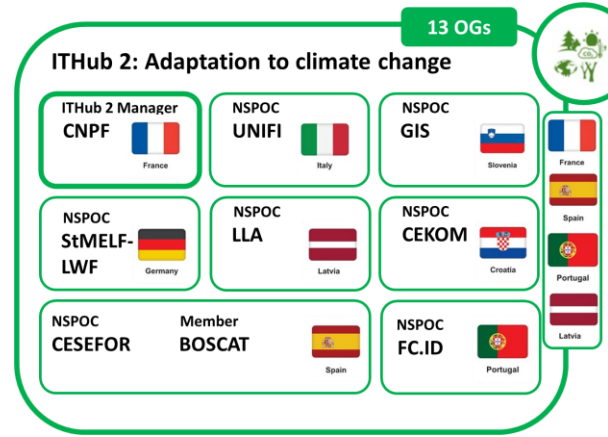 13 OGs
ITHub 2: Adaptation to climate change
ITHub 2 Manager
CNPF
France
NSPOC
UNIFI
Italy
NSPOC
GIS
Slovenia
NSPOC
StMELF-
LWF
Germany
NSPOC
LLA
Latvia
NSPOC
CEKOM
Croatia
NSPOC
CESEFOR
Member
BOSCAT
Spain
NSPOC
FC.ID
Portugal
CO₂
France
Spain
Portugal
Latvia